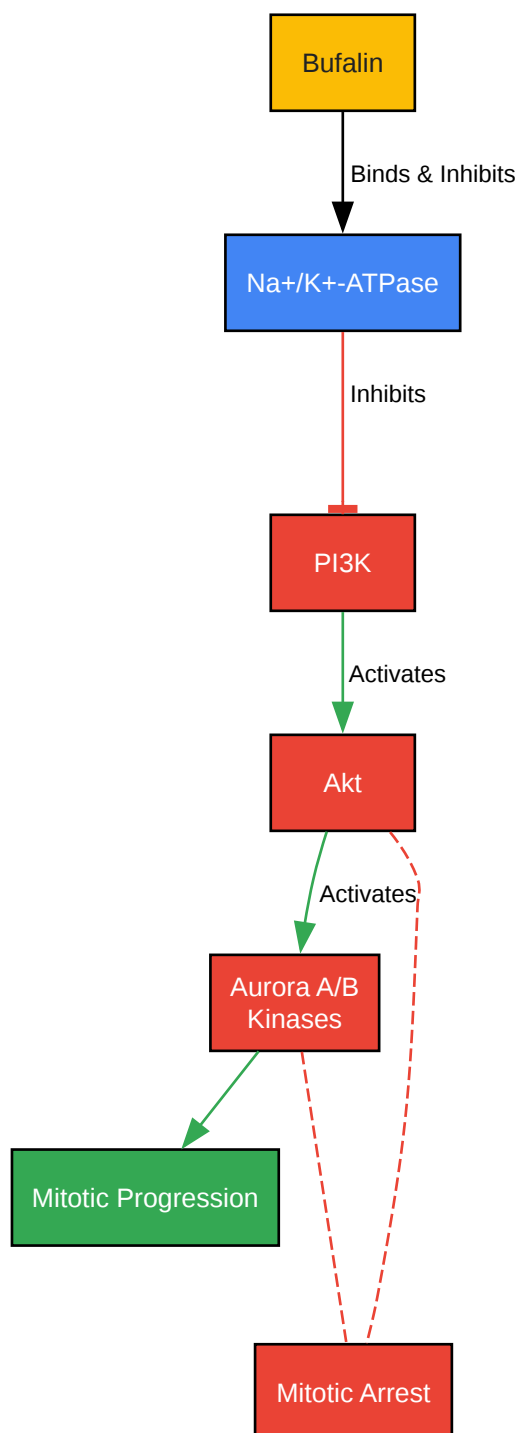 Bufalin
Binds & Inhibits
Na+/K+-ATPase
Inhibits
PI3K
Activates
Akt
Activates
Aurora A/B
Kinases
Mitotic Progression
Mitotic Arrest